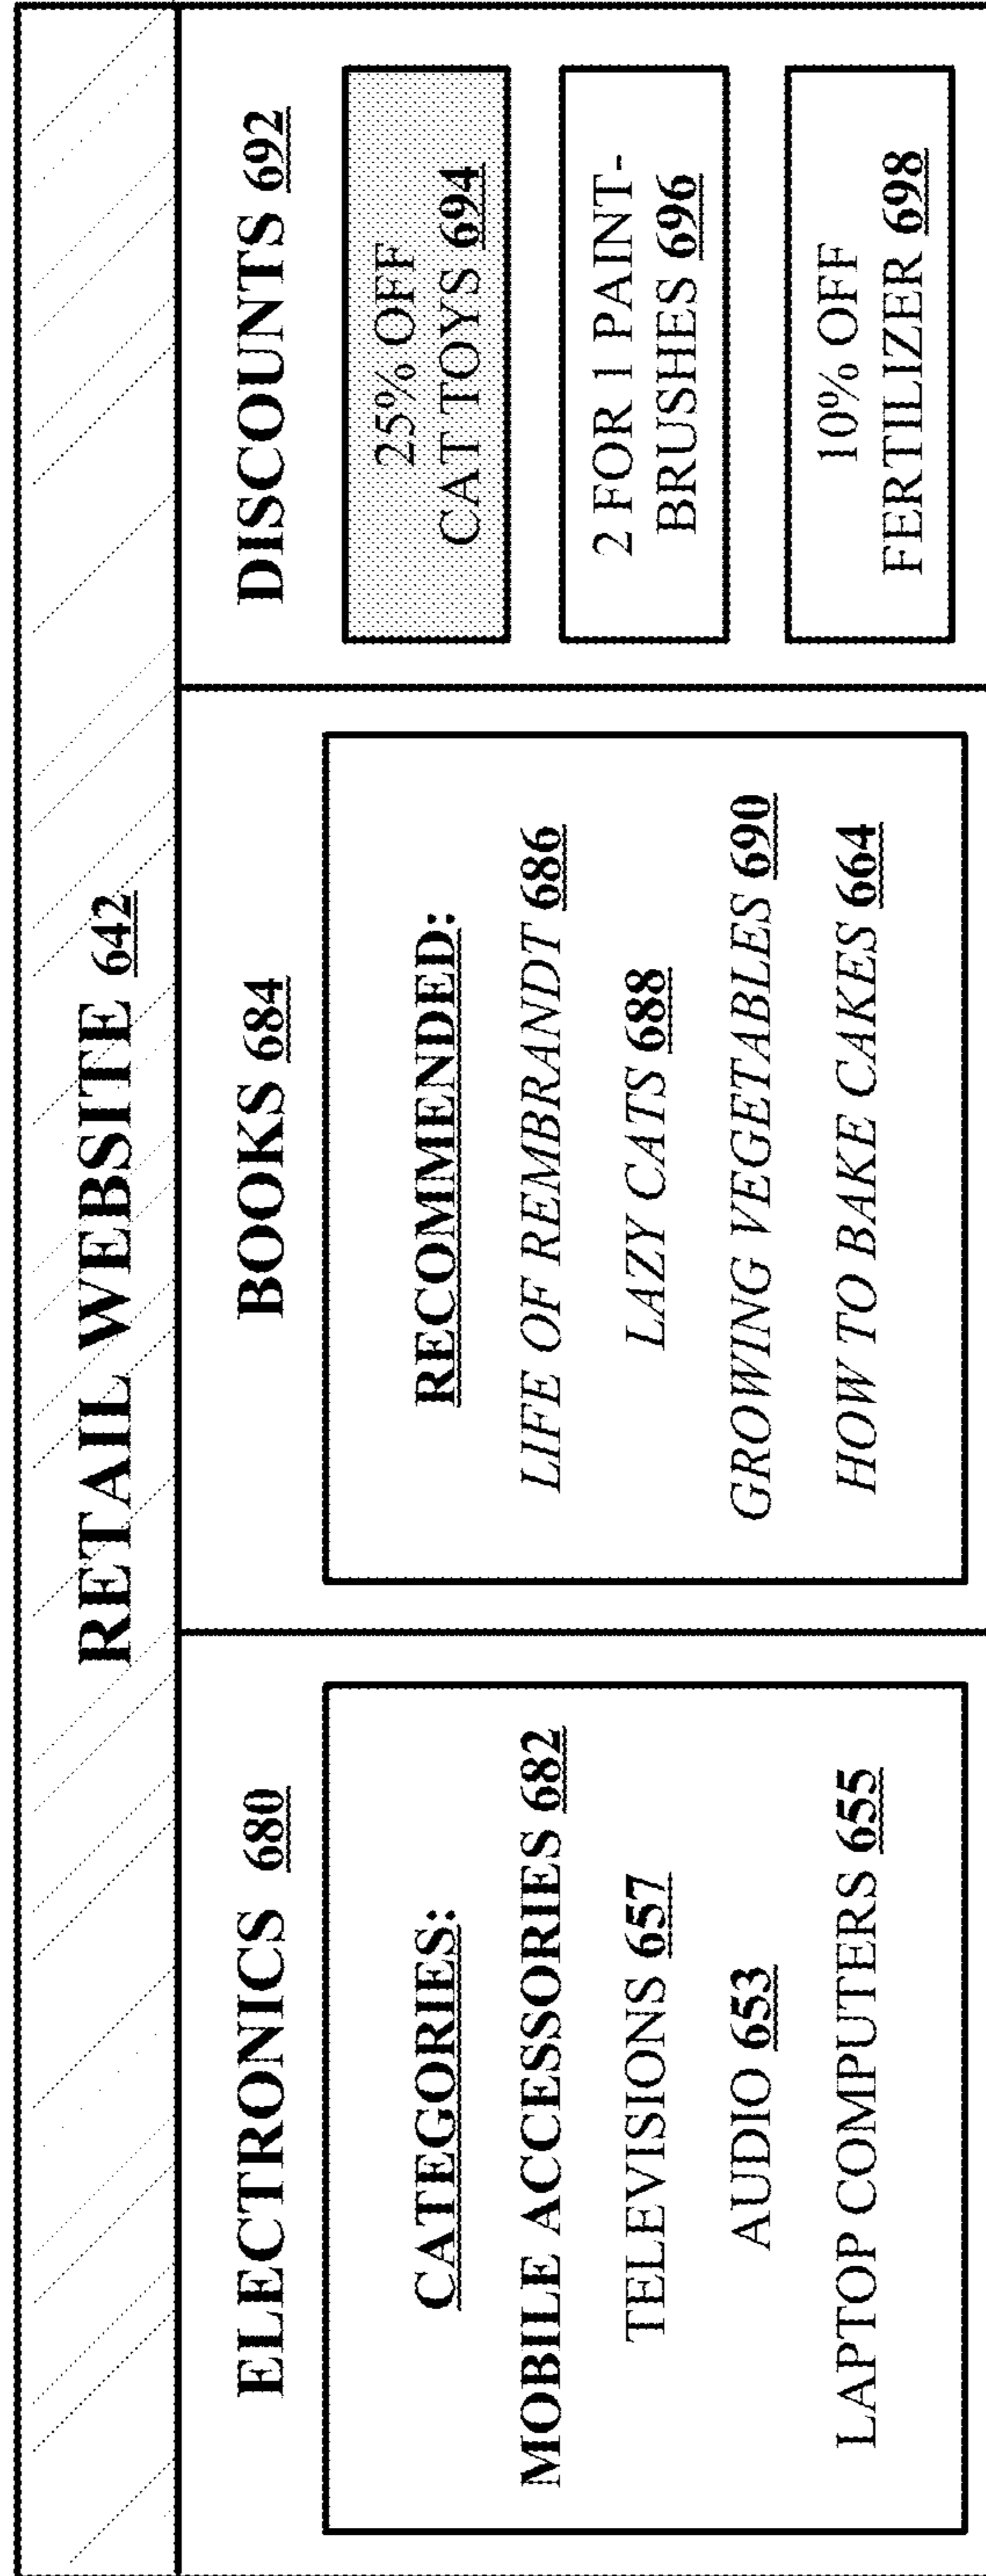 RETAIL WEBSITE 642
ELECTRONICS 680
CATEGORIES:
MOBILE ACCESSORIES 682
TELEVISIONS 657
AUDIO 653
LAPTOP COMPUTERS 655
BOOKS 684
RECOMMENDED:
LIFE OF REMBRANDT 686
LAZY CATS 688
GROWING VEGETABLES 690
HOW TO BAKE CAKES 664
DISCOUNTS 692
25% OFF
CAT TOYS 694
2 FOR 1 PAINT-
BRUSHES 696
10% OFF
FERTILIZER 698